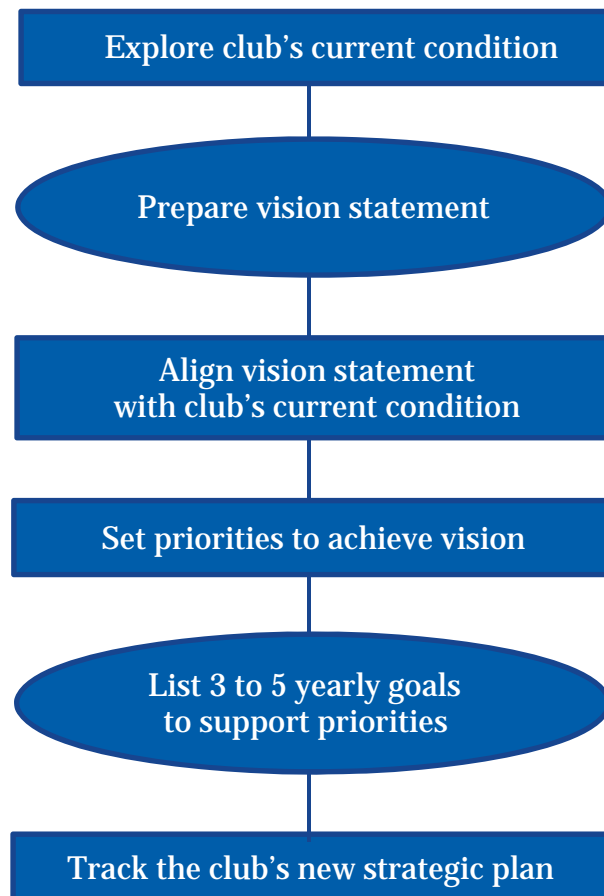 Explore club’s current condition
Prepare vision statement
Align vision statement
with club’s current condition
Set priorities to achieve vision
List 3 to 5 yearly goals
to support priorities
Track the club’s new strategic plan